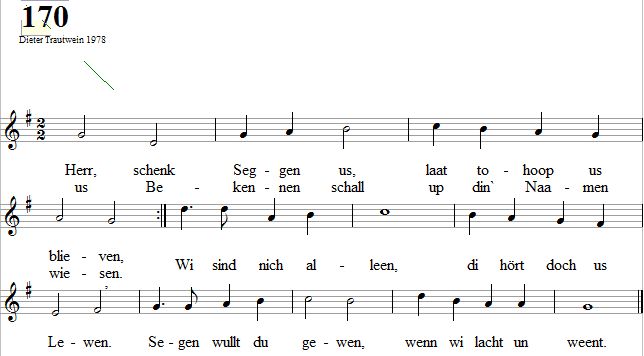 170
Dieter Trautwein 1978
Herr, schenk Seg - gen us, laat to - hoop us
us Be - ken - nen schall up din` Naa - men
blie - ven,
wie - sen.
Wi sind nich al - leen, di hört doch us
Le - wen. Se - gen wullt du ge - wen, wenn wi lacht un weent.